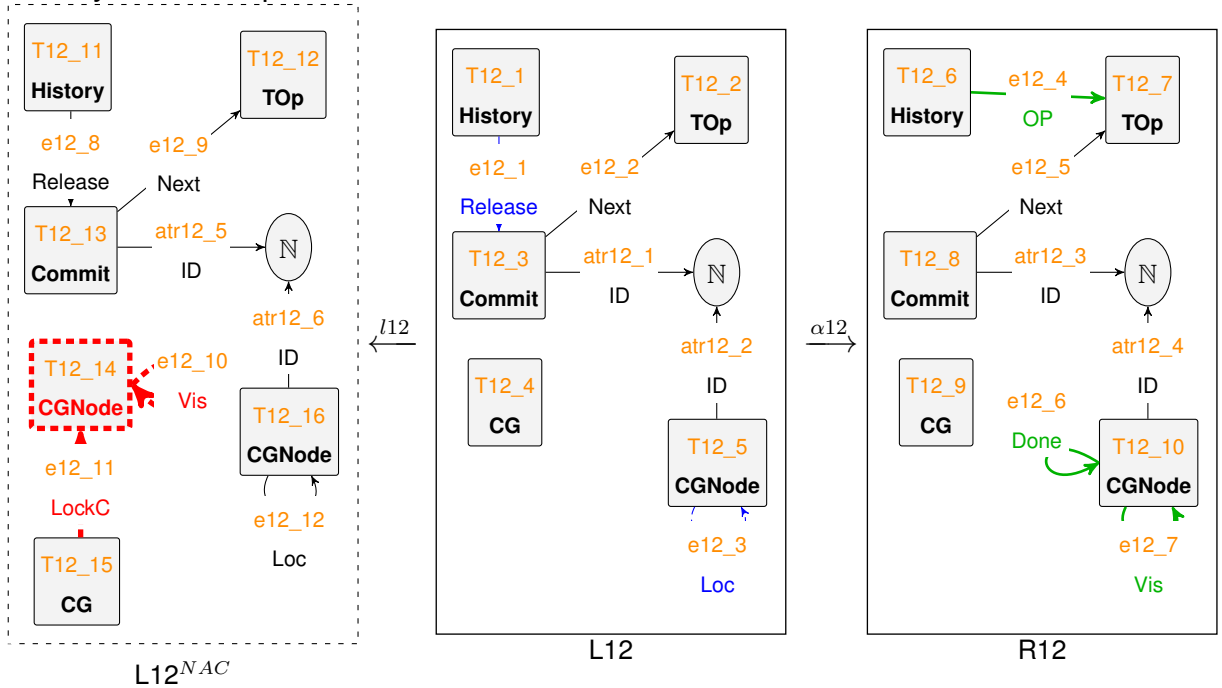 T12_11
History
T12_12
TOp
e12_8
e12_9
Release
Next
T12_13
Commit
atr12_5
ID
ℕ
atr12_6
ID
T12_14
CGNode
e12_10
Vis
T12_16
CGNode
e12_11
LockC
e12_12
Loc
T12_15
CG
L12^{NAC}
l12
T12_1
History
T12_2
TOp
e12_1
e12_2
Release
Next
T12_3
Commit
atr12_1
ID
ℕ
atr12_2
ID
T12_4
CG
T12_5
CGNode
e12_3
Loc
L12
α12
T12_6
History
e12_4
OP
T12_7
TOp
e12_5
Next
T12_8
Commit
atr12_3
ID
ℕ
atr12_4
ID
T12_9
CG
e12_6
Done
T12_10
CGNode
e12_7
Vis
R12